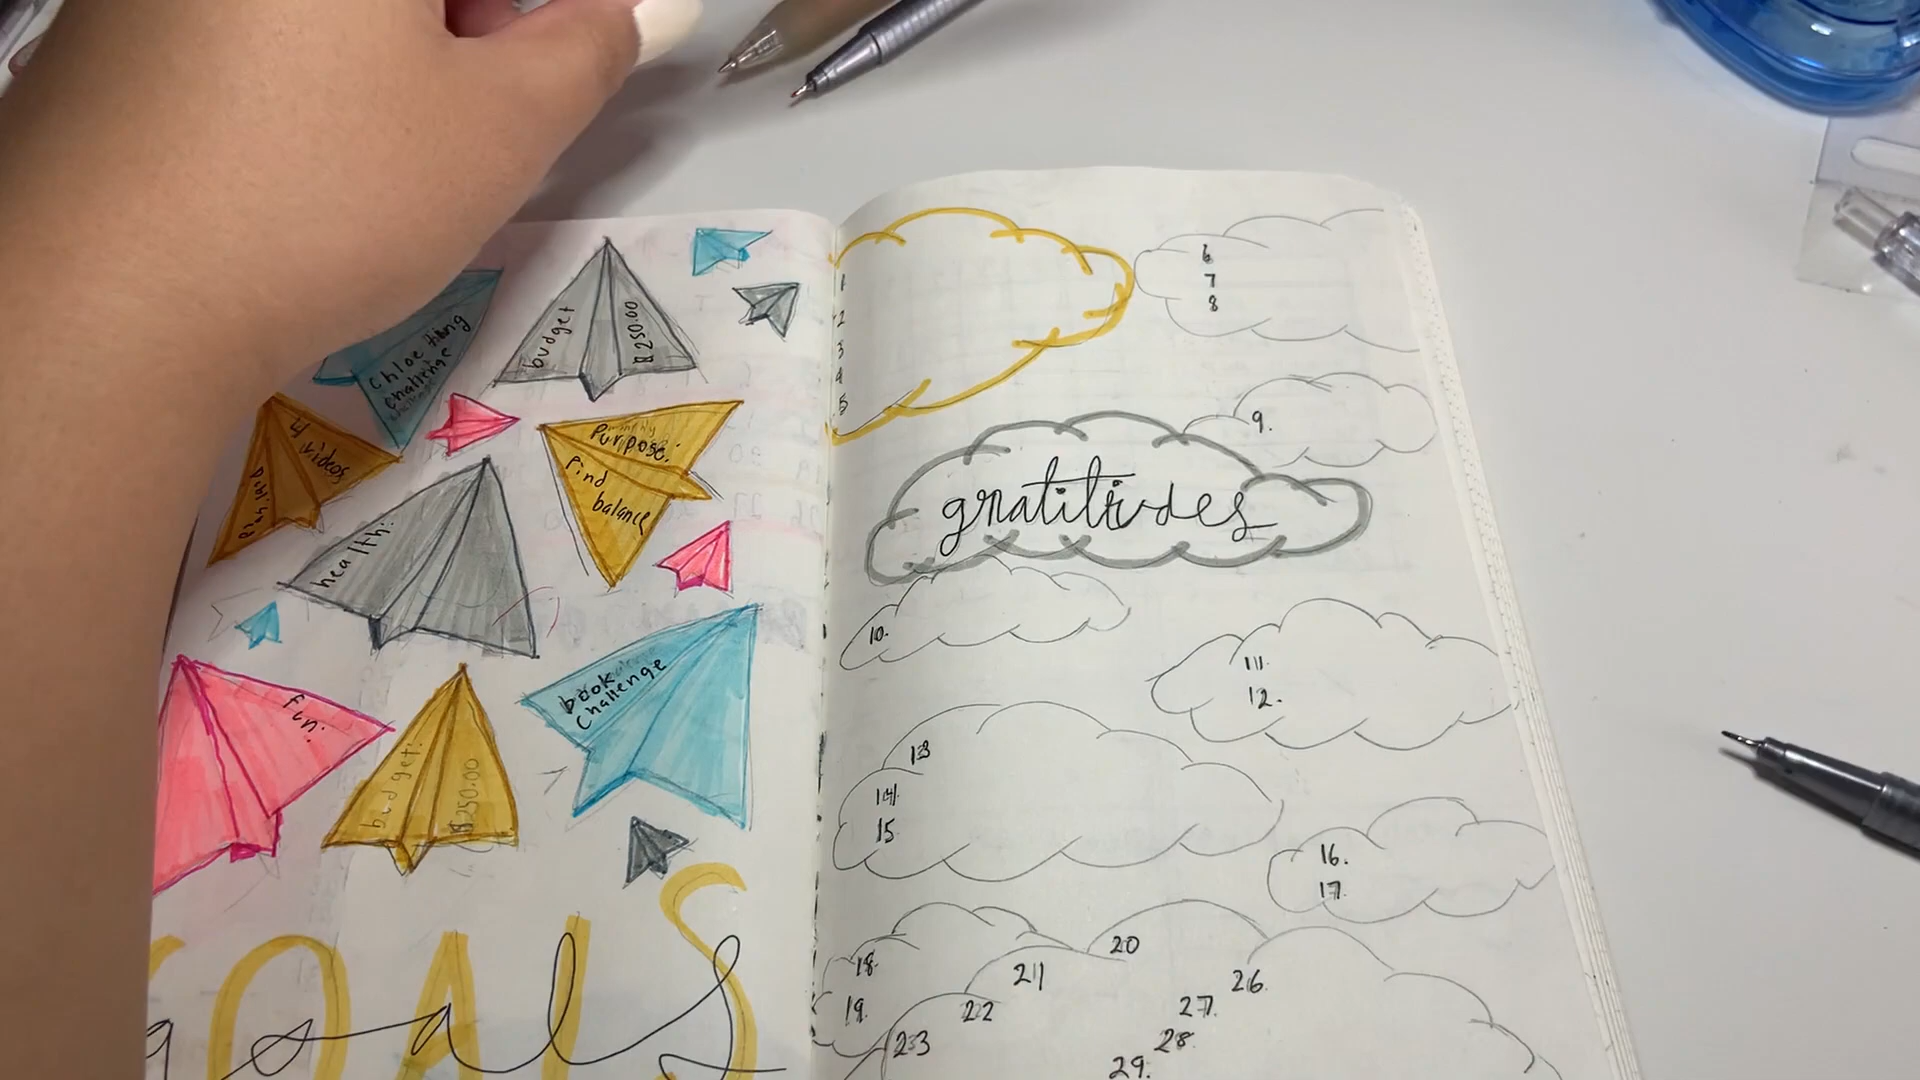 Chloe Hing
Challenge
budget
$250.00
videos
health:
Purpose:
find
balance
fun:
budget:
$250.00
book
Challenge
GOALS
goals
1
2
3
4
5
6
7
8
9.
gratitudes
10.
11.
12.
13
14.
15
16.
17.
18.
19.
20
21
22
23
26.
27.
28
29.